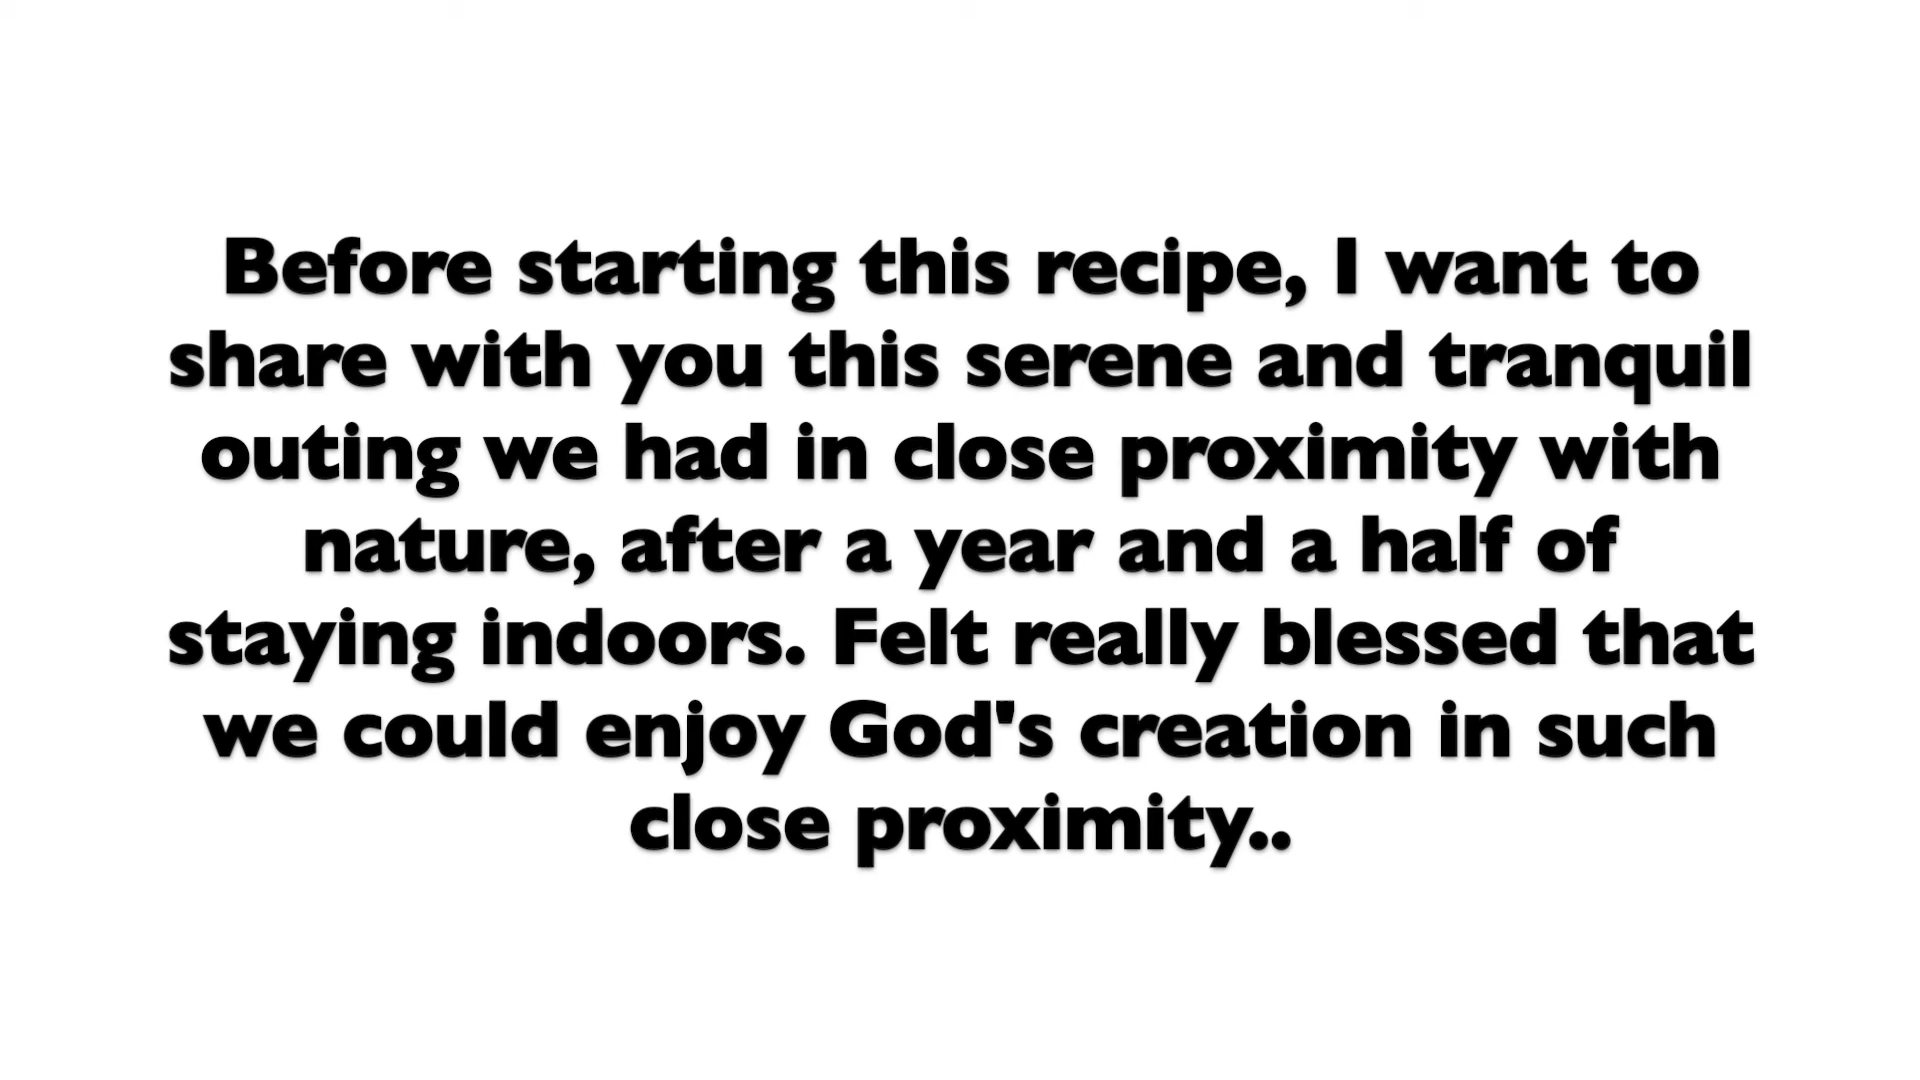 Before starting this recipe, I want to
share with you this serene and tranquil
outing we had in close proximity with
nature, after a year and a half of
staying indoors. Felt really blessed that
we could enjoy God's creation in such
close proximity..